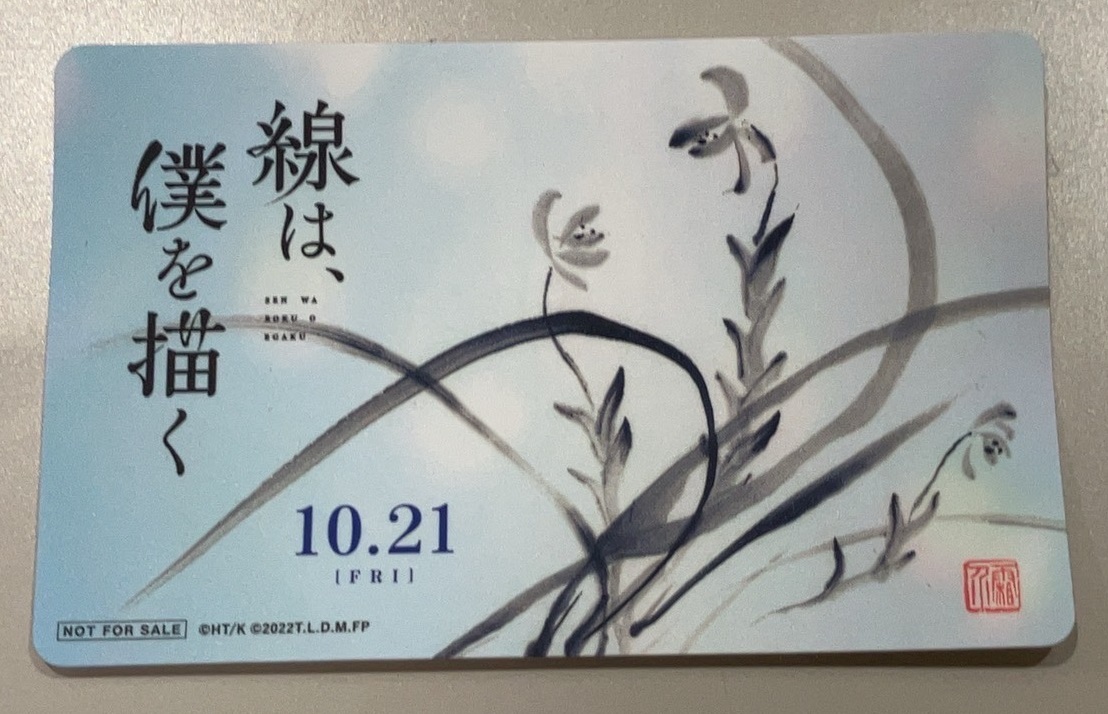 線は、
僕を描く
SEN WA
BOKU O
EGAKU
10.21
[FRI]
NOT FOR SALE ©HT/K ©2022T.L.D.M.FP